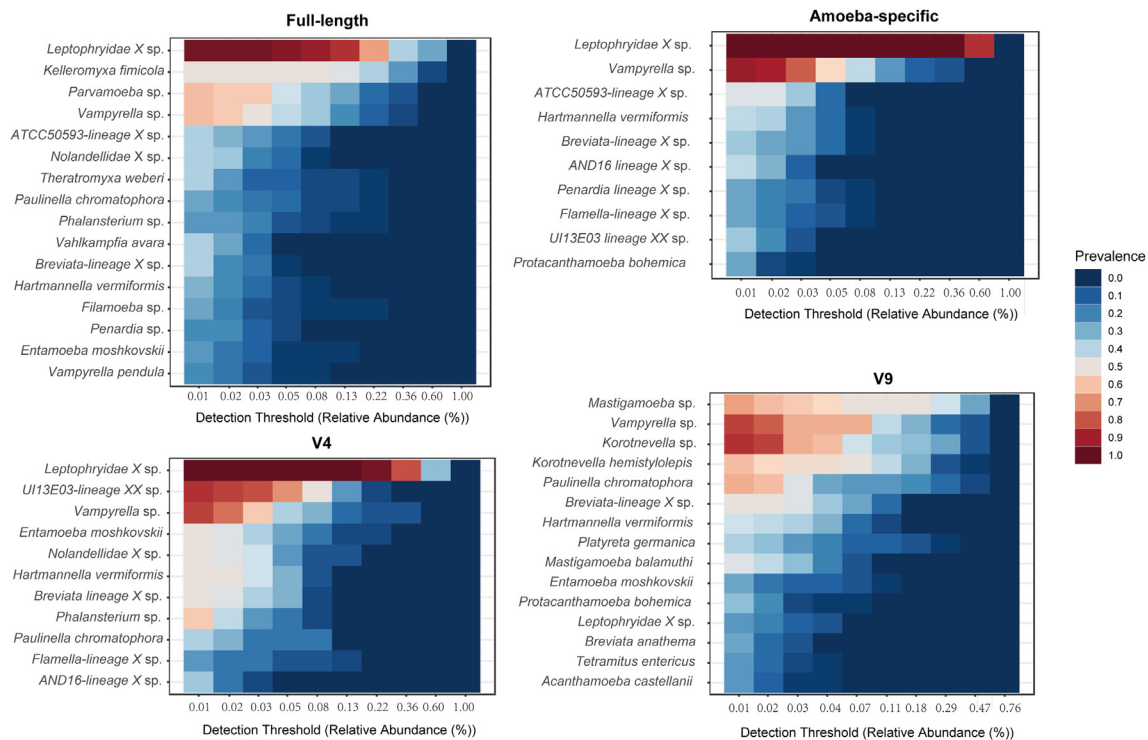 Full-length
Leptophryidae X sp.
Kelleromyxa fimicola
Parvamoeba sp.
Vampyrella sp.
ATCC50593-lineage X sp.
Nolandellidae X sp.
Theratromyxa weberi
Paulinella chromatophora
Phalansterium sp.
Vahlkampfia avara
Breviata-lineage X sp.
Hartmannella vermiformis
Filamoeba sp.
Penardia sp.
Entamoeba moshkovskii
Vampyrella pendula
0.01 0.02 0.03 0.05 0.08 0.13 0.22 0.36 0.60 1.00
Detection Threshold (Relative Abundance (%))
Amoeba-specific
Leptophryidae X sp.
Vampyrella sp.
ATCC50593-lineage X sp.
Hartmannella vermiformis
Breviata-lineage X sp.
AND16 lineage X sp.
Penardia lineage X sp.
Flamella-lineage X sp.
UI13E03 lineage XX sp.
Protacanthamoeba bohemica
0.01 0.02 0.03 0.05 0.08 0.13 0.22 0.36 0.60 1.00
Detection Threshold (Relative Abundance (%))
V4
Leptophryidae X sp.
UI13E03-lineage XX sp.
Vampyrella sp.
Entamoeba moshkovskii
Nolandellidae X sp.
Hartmannella vermiformis
Breviata lineage X sp.
Phalansterium sp.
Paulinella chromatophora
Flamella-lineage X sp.
AND16-lineage X sp.
0.01 0.02 0.03 0.05 0.08 0.13 0.22 0.36 0.60 1.00
Detection Threshold (Relative Abundance (%))
V9
Mastigamoeba sp.
Vampyrella sp.
Korotnevella sp.
Korotnevella hemistylolepis
Paulinella chromatophora
Breviata-lineage X sp.
Hartmannella vermiformis
Platyreta germanica
Mastigamoeba balamuthi
Entamoeba moshkovskii
Protacanthamoeba bohemica
Leptophryidae X sp.
Breviata anathema
Tetramitus entericus
Acanthamoeba castellanii
0.01 0.02 0.03 0.04 0.07 0.11 0.18 0.29 0.47 0.76
Detection Threshold (Relative Abundance (%))
Prevalence
0.0
0.1
0.2
0.3
0.4
0.5
0.6
0.7
0.8
0.9
1.0